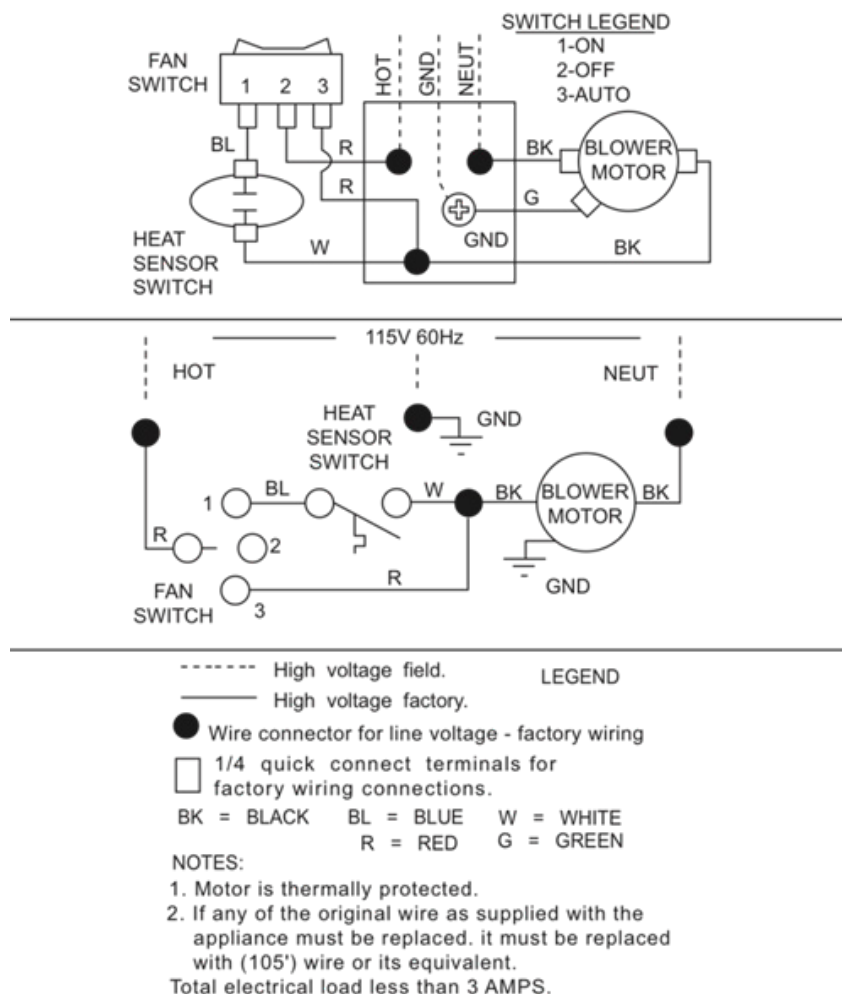 SWITCH LEGEND
1-ON
2-OFF
3-AUTO
FAN
SWITCH
1 2 3
HOT
GND
NEUT
BL
R
R
BK
BLOWER
MOTOR
G
GND
HEAT
SENSOR
SWITCH
W
BK
115V 60Hz
HOT
NEUT
HEAT
SENSOR
SWITCH
GND
1
BL
W
BK
BLOWER
MOTOR
BK
R
2
FAN
SWITCH
3
R
GND
High voltage field.
LEGEND
High voltage factory.
Wire connector for line voltage - factory wiring
1/4 quick connect terminals for
factory wiring connections.
BK = BLACK BL = BLUE W = WHITE
R = RED G = GREEN
NOTES:
1. Motor is thermally protected.
2. If any of the original wire as supplied with the
appliance must be replaced. it must be replaced
with (105') wire or its equivalent.
Total electrical load less than 3 AMPS.